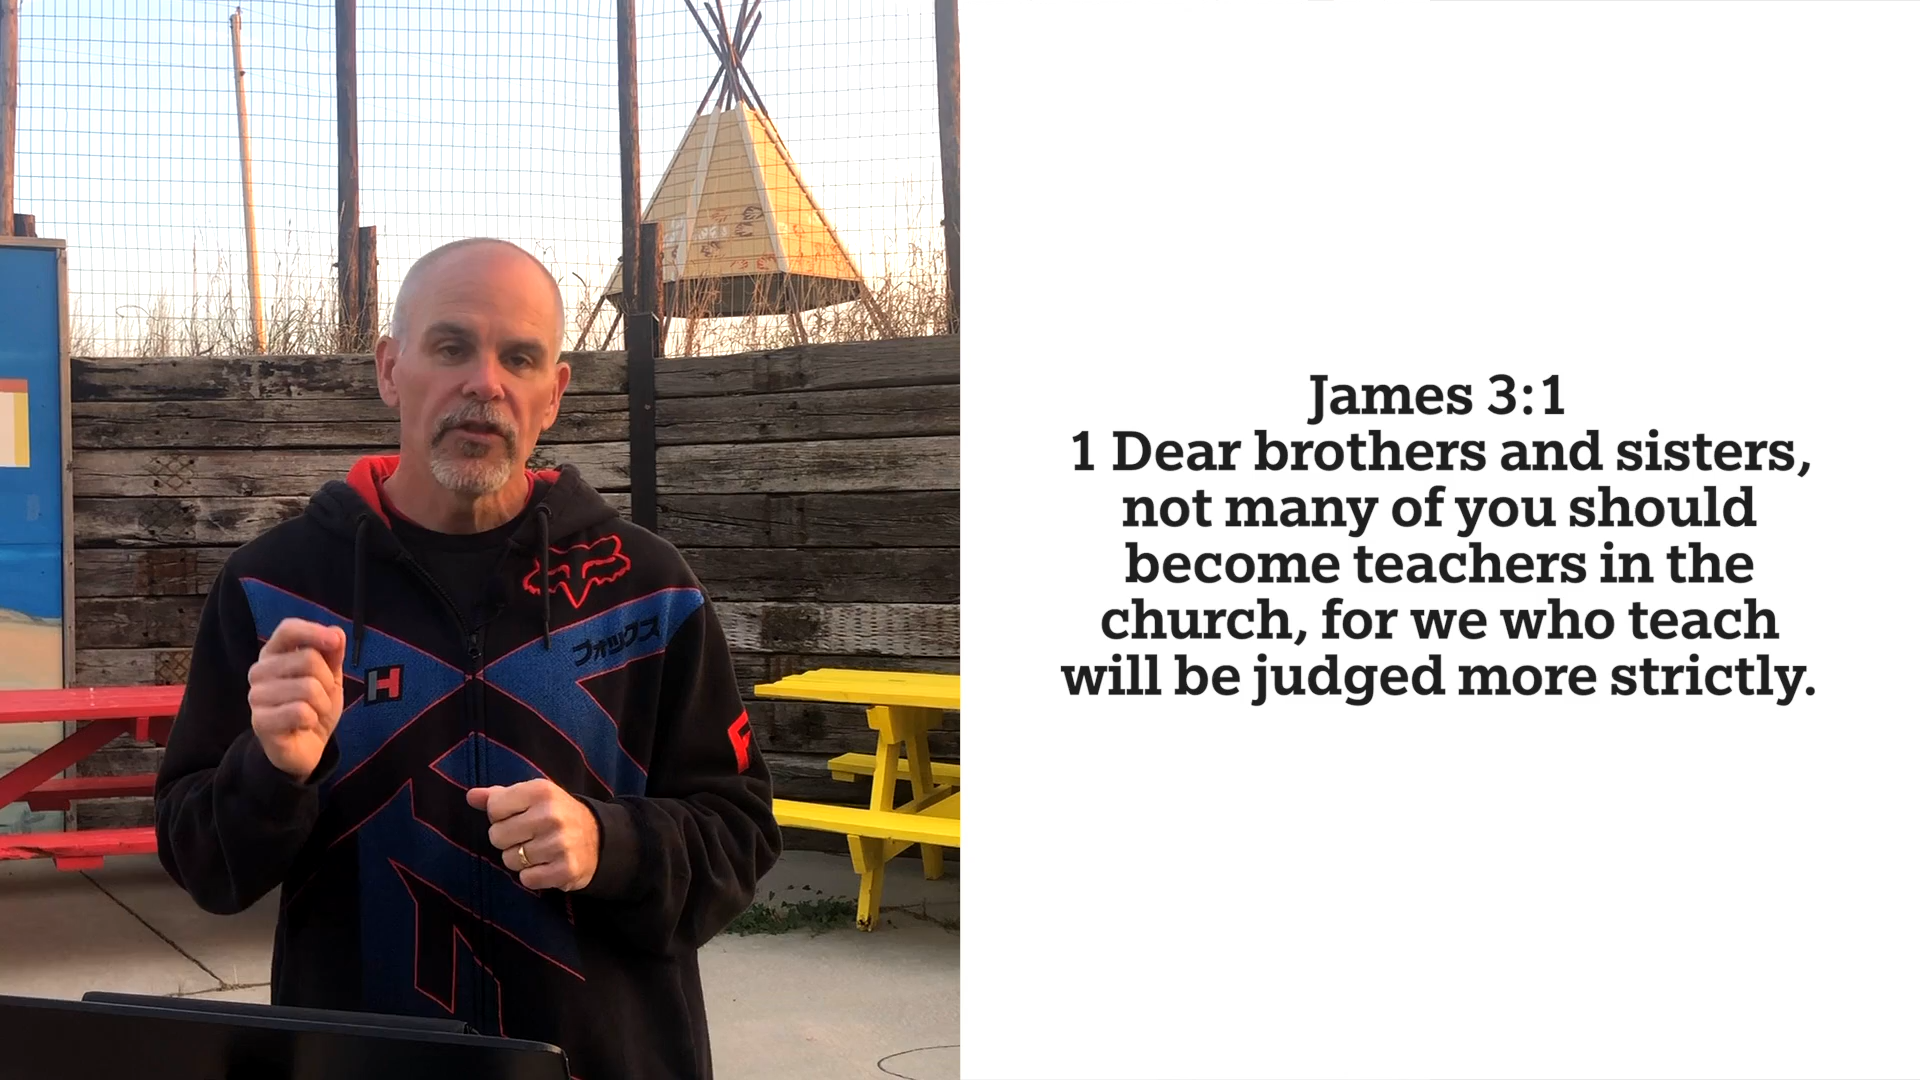 James 3:1
1 Dear brothers and sisters,
not many of you should
become teachers in the
church, for we who teach
will be judged more strictly.
フォックス
H
F